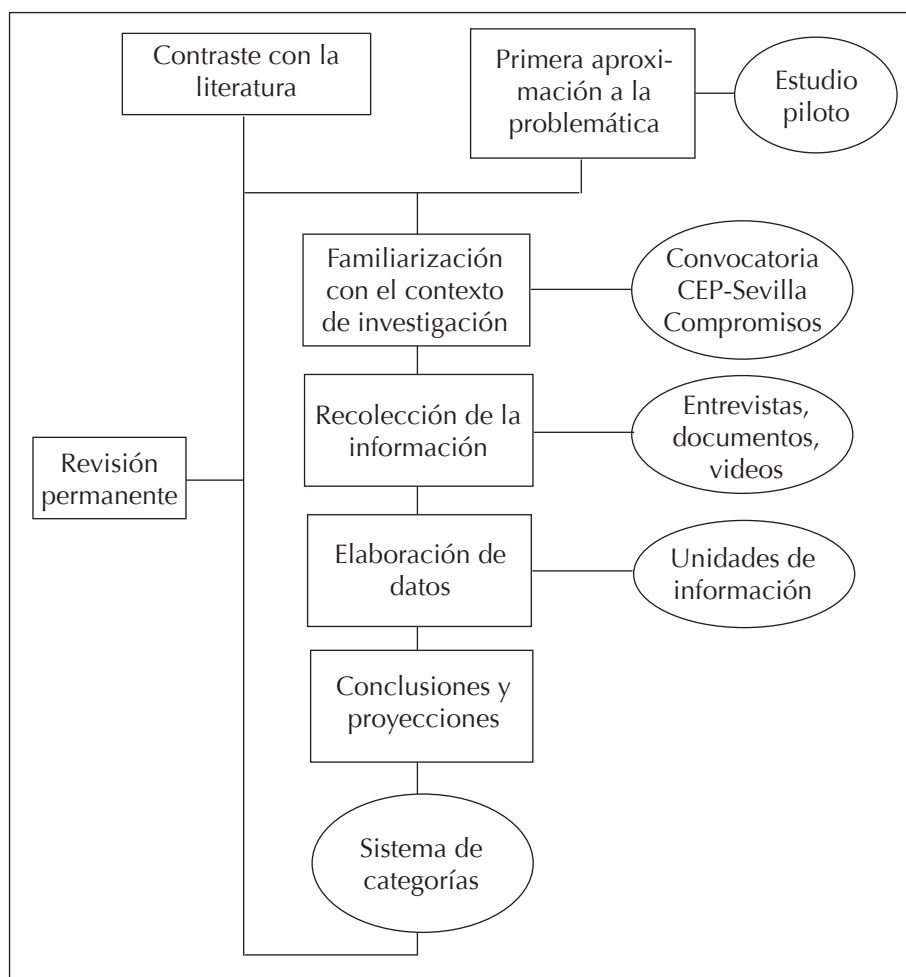 Contraste con la
literatura
Primera aproxi-
mación a la
problemática
Estudio
piloto
Familiarización
con el contexto
de investigación
Convocatoria
CEP-Sevilla
Compromisos
Recolección de la
información
Entrevistas,
documentos,
videos
Revisión
permanente
Elaboración de
datos
Unidades de
información
Conclusiones y
proyecciones
Sistema de
categorías